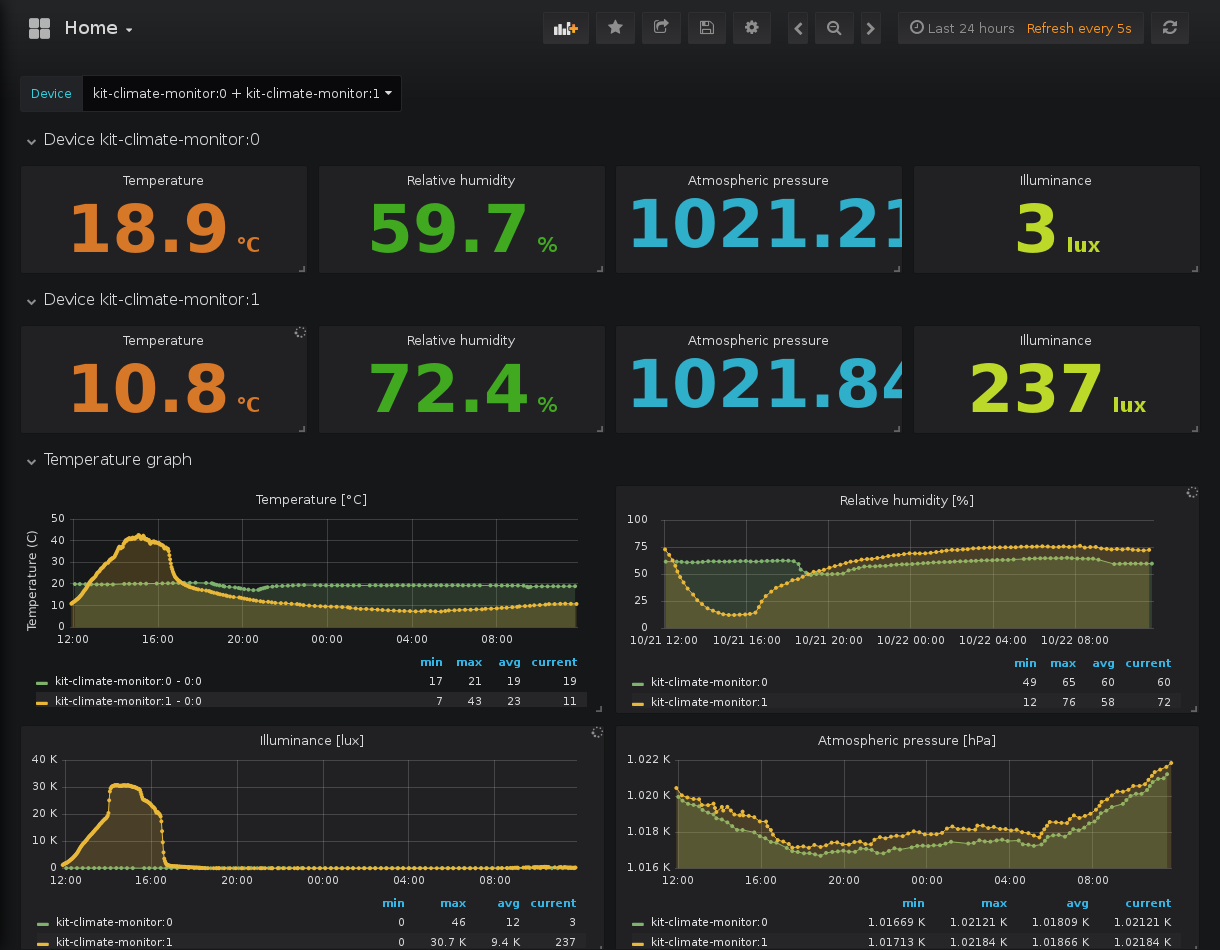 Home
Last 24 hours Refresh every 5s
Device kit-climate-monitor:0 + kit-climate-monitor:1
Device kit-climate-monitor:0
Temperature Relative humidity Atmospheric pressure Illuminance
18.9 °C 59.7 % 1021.21 3 lux
Device kit-climate-monitor:1
Temperature Relative humidity Atmospheric pressure Illuminance
10.8 °C 72.4 % 1021.84 237 lux
Temperature graph
Temperature [°C]
Temperature (C)
50
40
30
20
10
0
12:00 16:00 20:00 00:00 04:00 08:00
min max avg current
kit-climate-monitor:0 - 0:0 17 21 19 19
kit-climate-monitor:1 - 0:0 7 43 23 11
Relative humidity [%]
100
75
50
25
0
10/21 12:00 10/21 16:00 10/21 20:00 10/22 00:00 10/22 04:00 10/22 08:00
min max avg current
kit-climate-monitor:0 49 65 60 60
kit-climate-monitor:1 12 76 58 72
Illuminance [lux]
40 K
30 K
20 K
10 K
0
12:00 16:00 20:00 00:00 04:00 08:00
min max avg current
kit-climate-monitor:0 0 46 12 3
kit-climate-monitor:1 0 30.7 K 9.4 K 237
Atmospheric pressure [hPa]
1.022 K
1.020 K
1.018 K
1.016 K
12:00 16:00 20:00 00:00 04:00 08:00
min max avg current
kit-climate-monitor:0 1.01669 K 1.02121 K 1.01809 K 1.02121 K
kit-climate-monitor:1 1.01713 K 1.02184 K 1.01866 K 1.02184 K